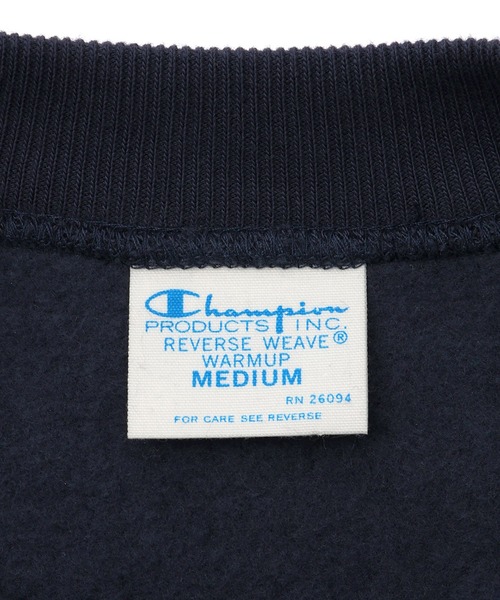 Champion
PRODUCTS INC.
REVERSE WEAVE®
WARMUP
MEDIUM
RN 26094
FOR CARE SEE REVERSE